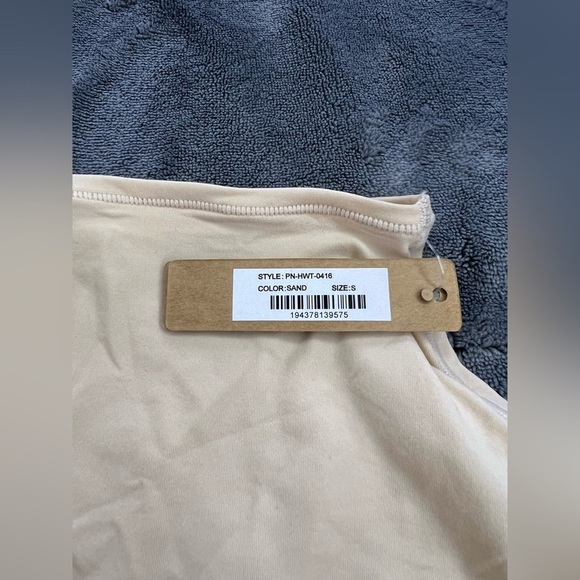 STYLE: PN-HWT-0416
COLOR:SAND SIZE:S
194378139575